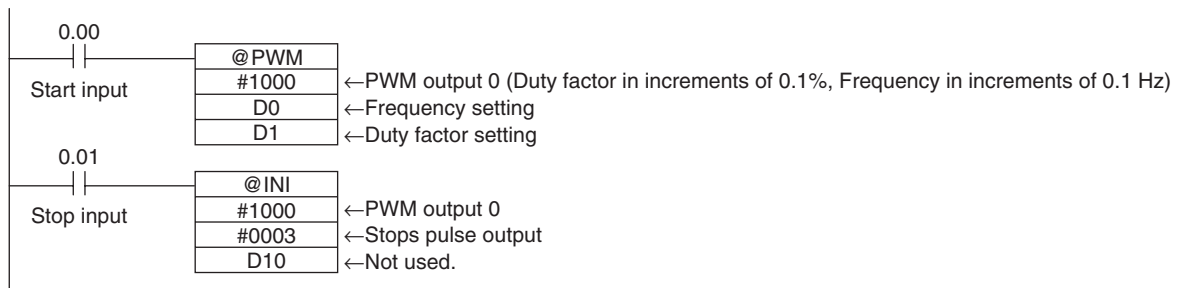 0.00
@PWM
Start input
#1000 ←PWM output 0 (Duty factor in increments of 0.1%, Frequency in increments of 0.1 Hz)
D0 ←Frequency setting
D1 ←Duty factor setting
0.01
@INI
Stop input
#1000 ←PWM output 0
#0003 ←Stops pulse output
D10 ←Not used.